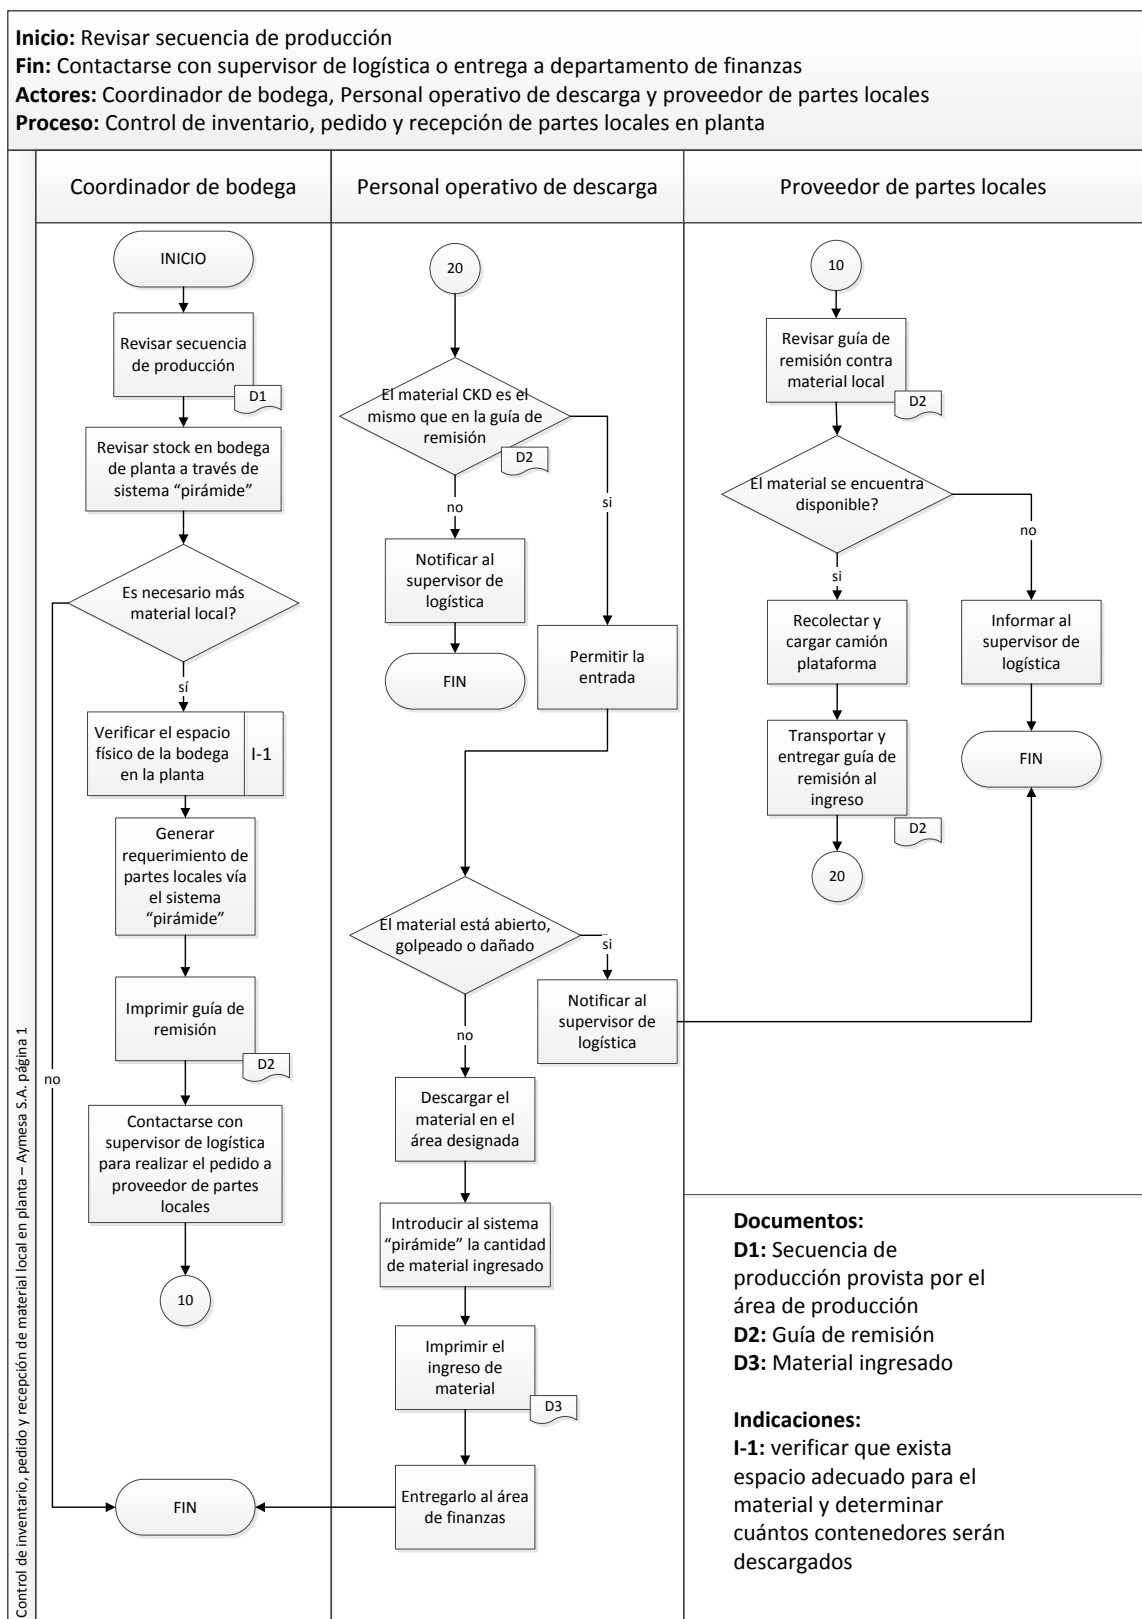 Inicio: Revisar secuencia de producción
Fin: Contactarse con supervisor de logística o entrega a departamento de finanzas
Actores: Coordinador de bodega, Personal operativo de descarga y proveedor de partes locales
Proceso: Control de inventario, pedido y recepción de partes locales en planta
Control de inventario, pedido y recepción de material local en planta – Aymesa S.A. página 1
Coordinador de bodega
INICIO
Revisar secuencia
de producción
D1
Revisar stock en bodega
de planta a través de
sistema “pirámide”
Es necesario más
material local?
sí
no
Verificar el espacio
físico de la bodega
en la planta
I-1
Generar
requerimiento de
partes locales vía
el sistema
“pirámide”
Imprimir guía de
remisión
D2
Contactarse con
supervisor de logística
para realizar el pedido a
proveedor de partes
locales
10
FIN
Personal operativo de descarga
20
El material CKD es el
mismo que en la guía de
remisión
D2
no
si
Notificar al
supervisor de
logística
FIN
Permitir la
entrada
El material está abierto,
golpeado o dañado
si
no
Notificar al
supervisor de
logística
Descargar el
material en el
área designada
Introducir al sistema
“pirámide” la cantidad
de material ingresado
Imprimir el
ingreso de
material
D3
Entregarlo al área
de finanzas
Proveedor de partes locales
10
Revisar guía de
remisión contra
material local
D2
El material se encuentra
disponible?
no
si
Recolectar y
cargar camión
plataforma
Informar al
supervisor de
logística
Transportar y
entregar guía de
remisión al
ingreso
D2
FIN
20
Documentos:
D1: Secuencia de
producción provista por el
área de producción
D2: Guía de remisión
D3: Material ingresado
Indicaciones:
I-1: verificar que exista
espacio adecuado para el
material y determinar
cuántos contenedores serán
descargados